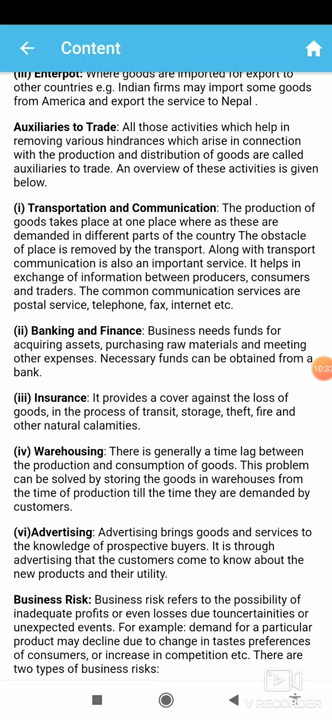 Content
(iii) Enterpot: Where goods are imported for export to
other countries e.g. Indian firms may import some goods
from America and export the service to Nepal .
Auxiliaries to Trade: All those activities which help in
removing various hindrances which arise in connection
with the production and distribution of goods are called
auxiliaries to trade. An overview of these activities is given
below.
(i) Transportation and Communication: The production of
goods takes place at one place where as these are
demanded in different parts of the country The obstacle
of place is removed by the transport. Along with transport
communication is also an important service. It helps in
exchange of information between producers, consumers
and traders. The common communication services are
postal service, telephone, fax, internet etc.
(ii) Banking and Finance: Business needs funds for
acquiring assets, purchasing raw materials and meeting
other expenses. Necessary funds can be obtained from a
bank.
10:33
(iii) Insurance: It provides a cover against the loss of
goods, in the process of transit, storage, theft, fire and
other natural calamities.
(iv) Warehousing: There is generally a time lag between
the production and consumption of goods. This problem
can be solved by storing the goods in warehouses from
the time of production till the time they are demanded by
customers.
(vi)Advertising: Advertising brings goods and services to
the knowledge of prospective buyers. It is through
advertising that the customers come to know about the
new products and their utility.
Business Risk: Business risk refers to the possibility of
inadequate profits or even losses due touncertainities or
unexpected events. For example: demand for a particular
product may decline due to change in tastes preferences
of consumers, or increase in competition etc. There are
two types of business risks:
V RECORDER